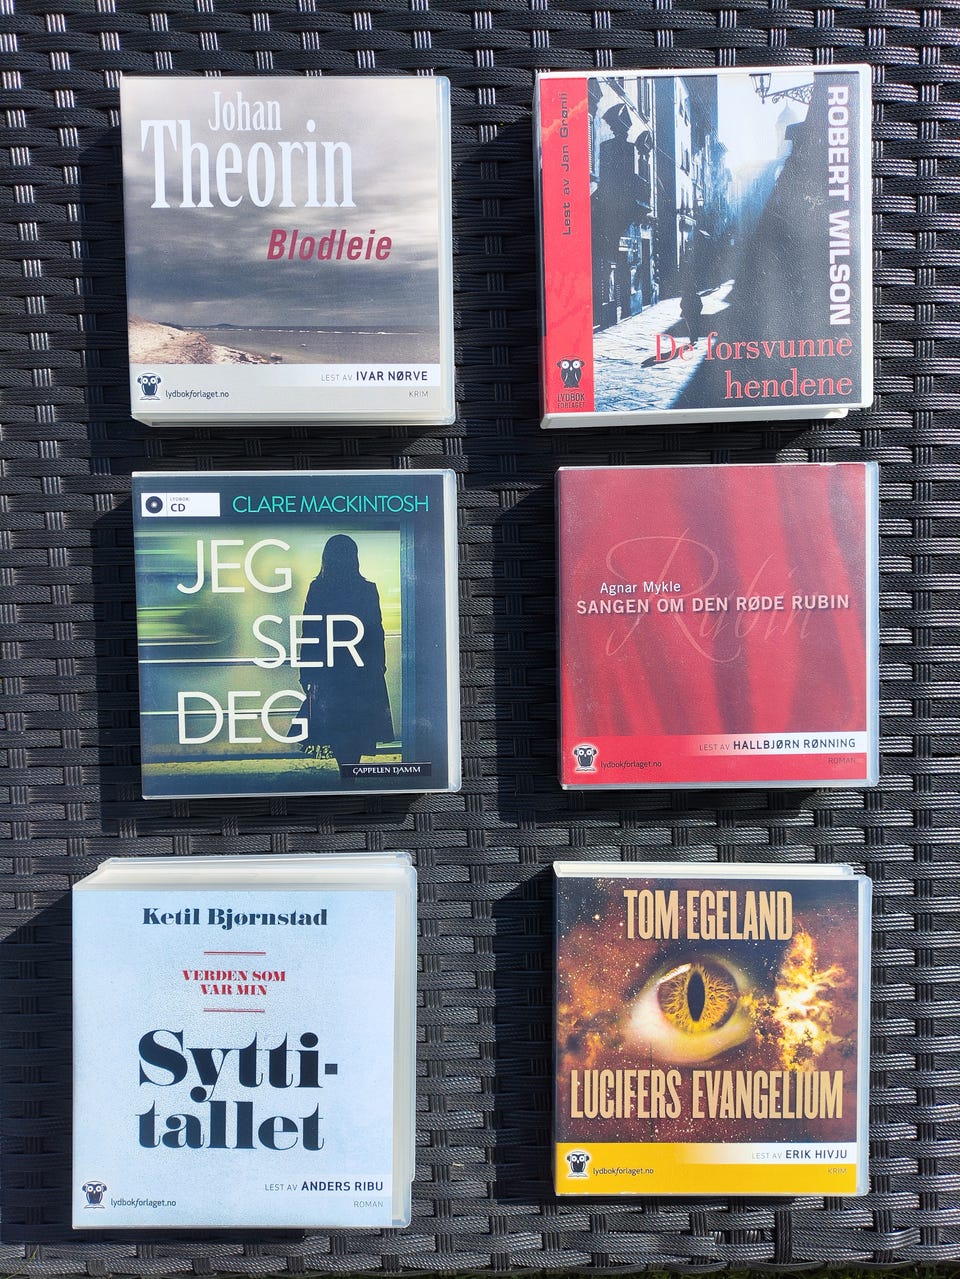 Johan
Theorin
Blodleie
LEST AV IVAR NØRVE
lydbokforlaget.no
KRIM
Lest av Jan Grønli
ROBERT WILSON
De forsvunne
hendene
LYDBOK
FORLAGET
LYDBOK
CD
CLARE MACKINTOSH
JEG
SER
DEG
CAPPELEN DAMM
Rubin
Agnar Mykle
SANGEN OM DEN RØDE RUBIN
LEST AV HALLBJØRN RØNNING
lydbokforlaget.no
ROMAN
Ketil Bjørnstad
VERDEN SOM
VAR MIN
Sytti-
tallet
LEST AV ANDERS RIBU
lydbokforlaget.no
ROMAN
TOM EGELAND
LUCIFERS EVANGELIUM
LEST AV ERIK HIVJU
lydbokforlaget.no
KRIM